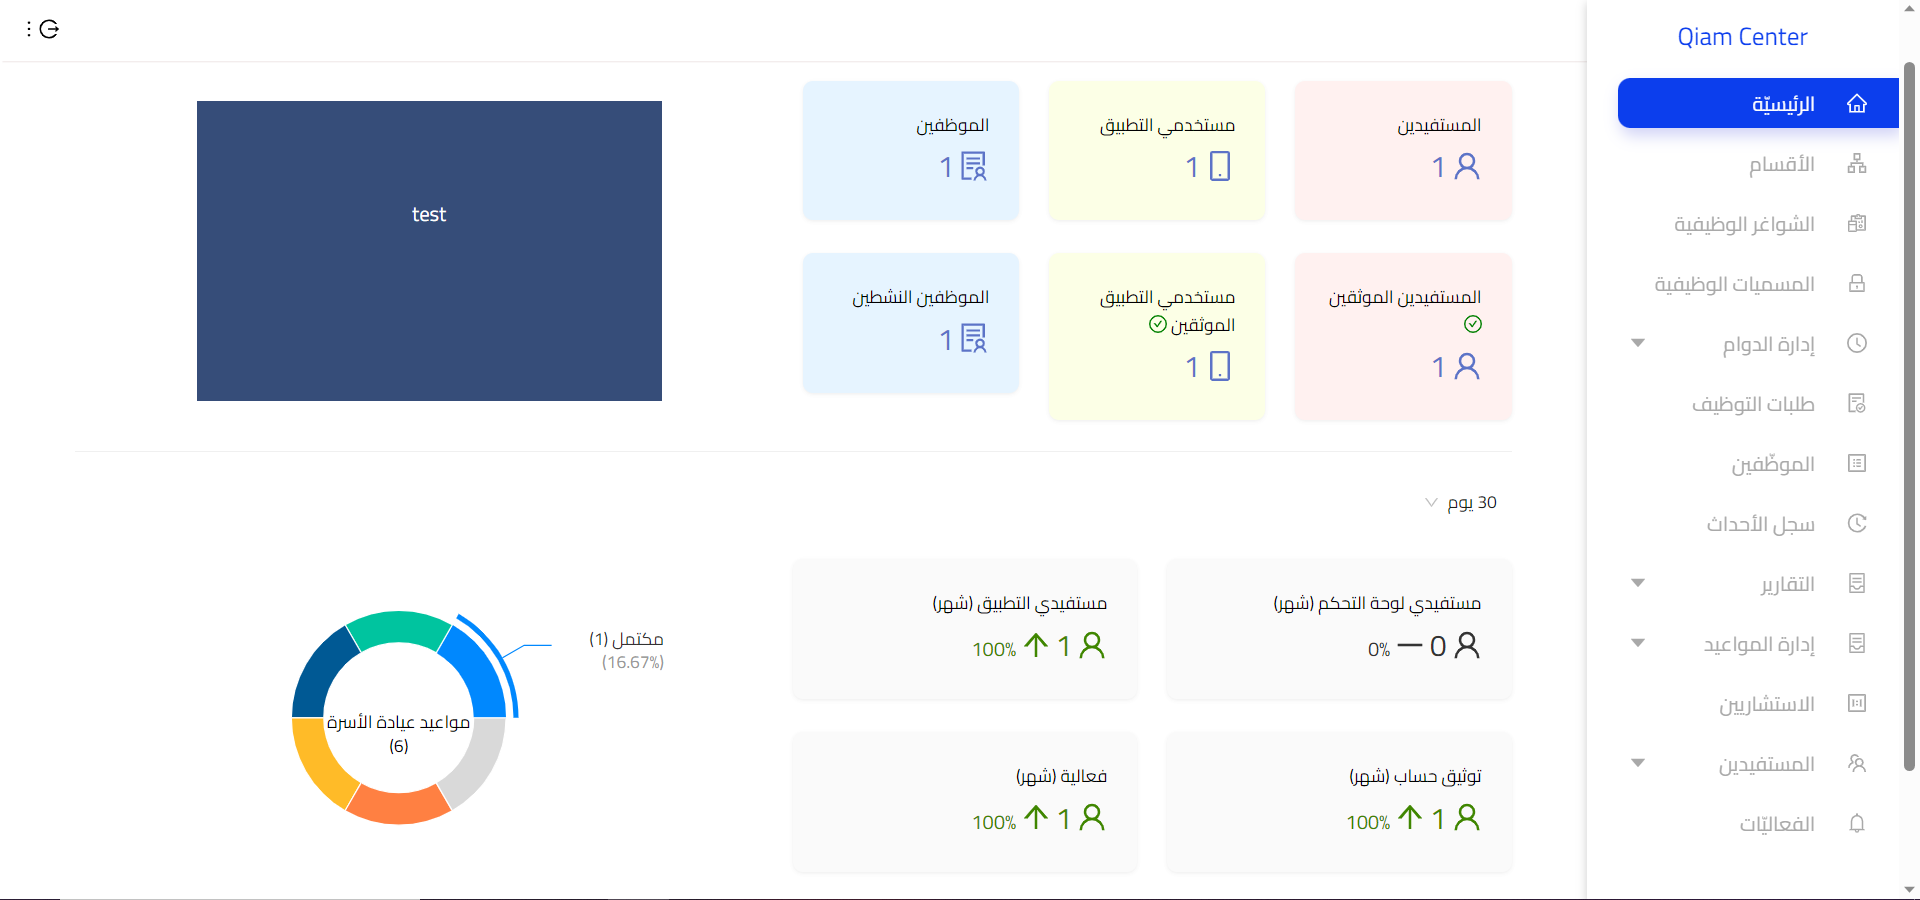 Qiam Center
الرئيسيّة
الأقسام
الشواغر الوظيفية
المسميات الوظيفية
إدارة الدوام
طلبات التوظيف
الموظّفين
سجل الأحداث
التقارير
إدارة المواعيد
الاستشاريين
المستفيدين
الفعاليّات
المستفيدين
1
مستخدمي التطبيق
1
الموظفين
1
المستفيدين الموثقين
1
مستخدمي التطبيق
الموثقين
1
الموظفين النشطين
1
test
30 يوم
مستفيدي لوحة التحكم (شهر)
0 0%
مستفيدي التطبيق (شهر)
1 100%
توثيق حساب (شهر)
1 100%
فعالية (شهر)
1 100%
مكتمل (1)
(16.67%)
مواعيد عيادة الأسرة
(6)